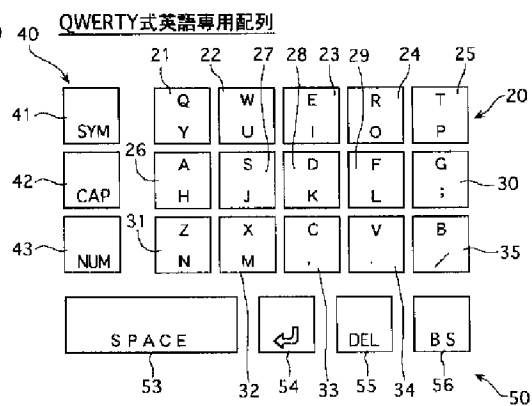 QWERTY式英語専用配列
40
21 22 27 28 23 29 24 25
41 SYM Q Y W U E I R O T P 20
26
42 CAP A H S J D K F L G ; 30
31
43 NUM Z N X M C , V . B / 35
SPACE DEL BS
53 32 54 33 55 34 56
50